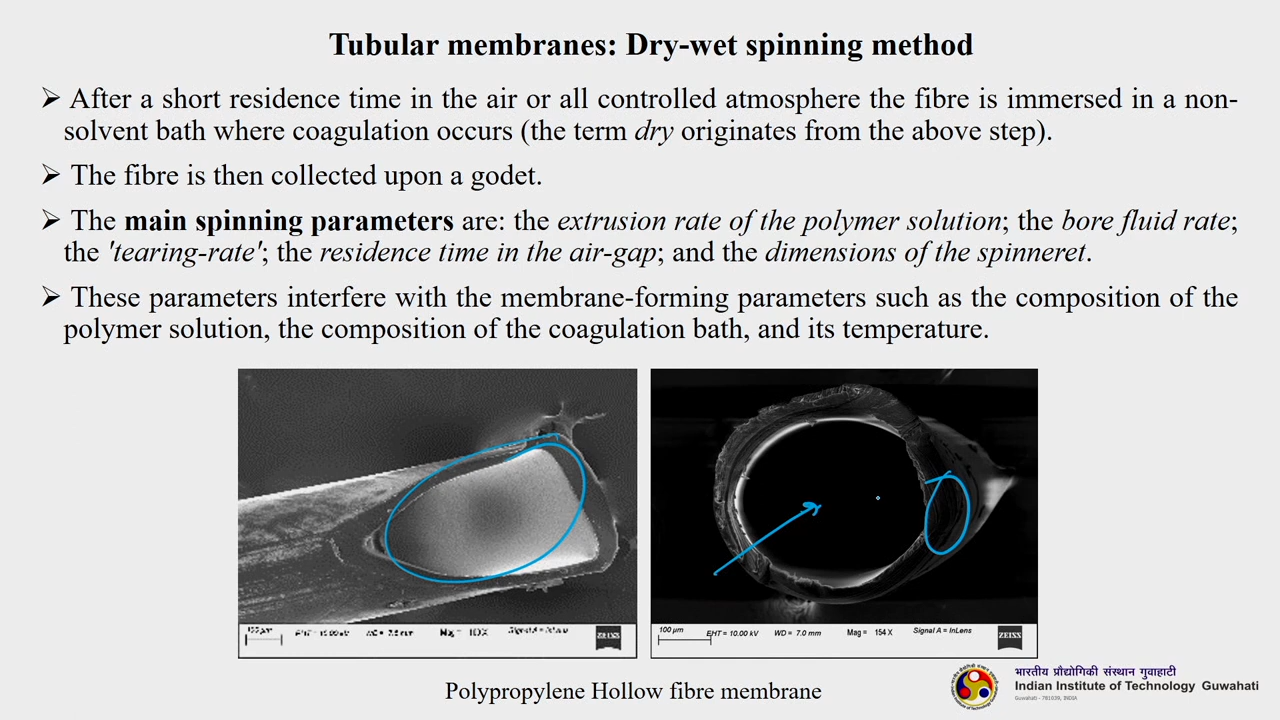 Tubular membranes: Dry-wet spinning method
➢ After a short residence time in the air or all controlled atmosphere the fibre is immersed in a non-
solvent bath where coagulation occurs (the term dry originates from the above step).
➢ The fibre is then collected upon a godet.
➢ The main spinning parameters are: the extrusion rate of the polymer solution; the bore fluid rate;
the 'tearing-rate'; the residence time in the air-gap; and the dimensions of the spinneret.
➢ These parameters interfere with the membrane-forming parameters such as the composition of the
polymer solution, the composition of the coagulation bath, and its temperature.
ZEISS
100 µm EHT = 10.00 kV WD = 7.0 mm Mag = 154 X Signal A = InLens ZEISS
Polypropylene Hollow fibre membrane
भारतीय प्रौद्योगिकी संस्थान गुवाहाटी
Indian Institute of Technology Guwahati
Guwahati - 781039, INDIA